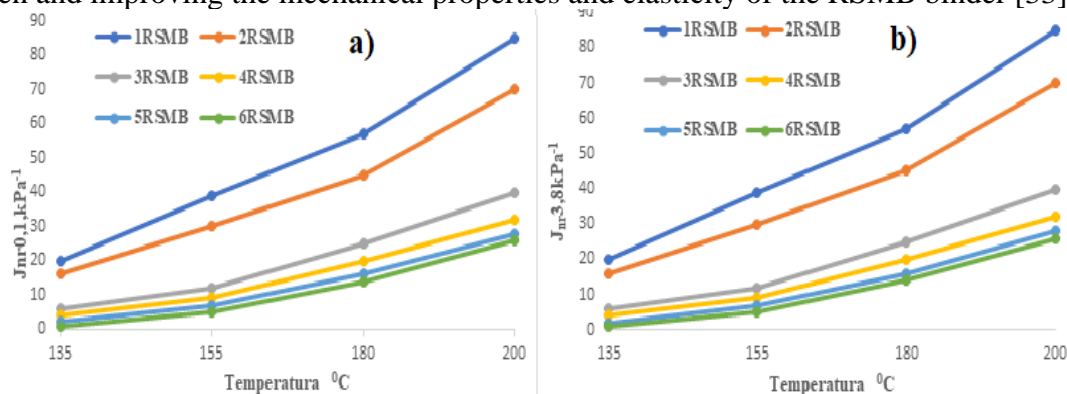 en and improving the mechanical properties and elasticity of the RSMB binder [33]
a)
1RSMB 2RSMB
3RSMB 4RSMB
5RSMB 6RSMB
Jnr0,1,kPa-1
90
80
70
60
50
40
30
20
10
0
135 155 180 200
Temperatura ⁰C
b)
1RSMB 2RSMB
3RSMB 4RSMB
5RSMB 6RSMB
Jnr3,8kPa-1
90
80
70
60
50
40
30
20
10
0
135 155 180 200
Temperatura ⁰C